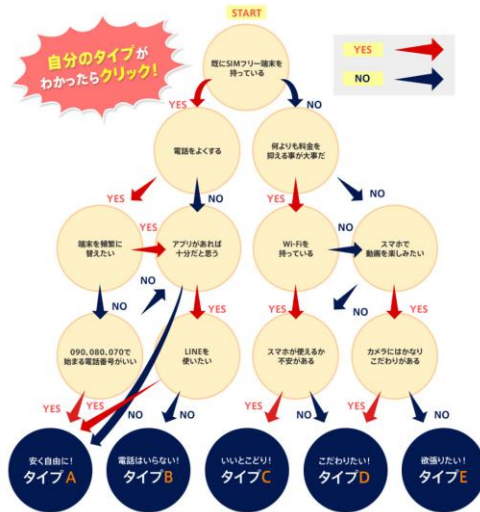 START
自分のタイプが
わかったらクリック!
YES
NO
既にSIMフリー端末を
持っている
YES
NO
電話をよくする
何よりも料金を
抑える事が大事だ
YES
NO
YES
NO
端末を頻繁に
替えたい
YES
アプリがあれば
十分だと思う
Wi-Fiを
持っている
NO
スマホで
動画を楽しみたい
NO
NO
YES
YES
NO
YES
090、080、070で
始まる電話番号がいい
LINEを
使いたい
スマホが使えるか
不安がある
カメラにはかなり
こだわりがある
YES
YES
NO
NO
YES
NO
YES
NO
安く自由に!
タイプA
電話はいらない!
タイプB
いいとこどり!
タイプC
こだわりたい!
タイプD
欲張りたい!
タイプE